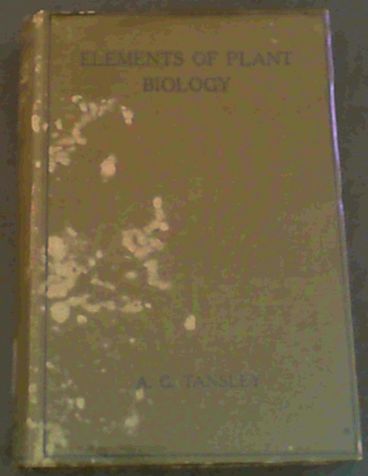 ELEMENTS OF PLANT
BIOLOGY
A. G. TANSLEY